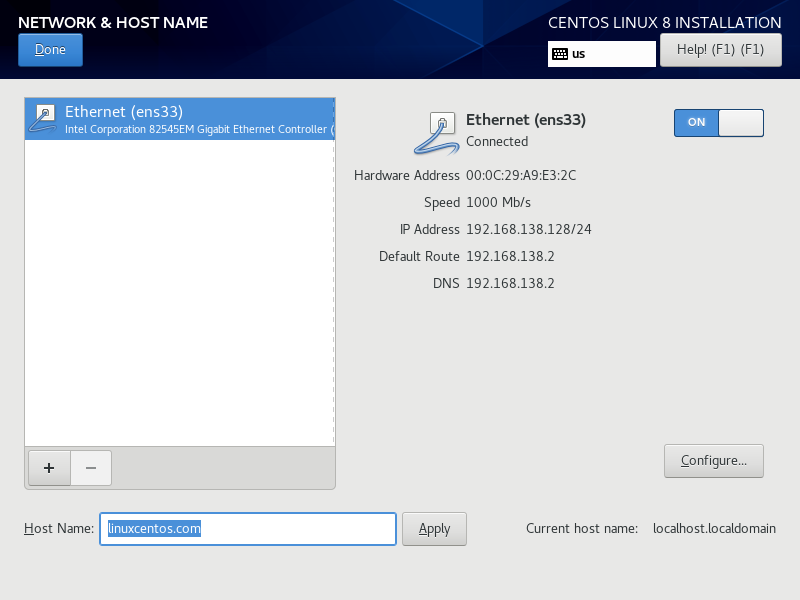 NETWORK & HOST NAME
CENTOS LINUX 8 INSTALLATION
Done
us
Help! (F1) (F1)
Ethernet (ens33)
Intel Corporation 82545EM Gigabit Ethernet Controller (
Ethernet (ens33)
Connected
ON
Hardware Address 00:0C:29:A9:E3:2C
Speed 1000 Mb/s
IP Address 192.168.138.128/24
Default Route 192.168.138.2
DNS 192.168.138.2
+ −
Configure...
Host Name: linuxcentos.com Apply Current host name: localhost.localdomain